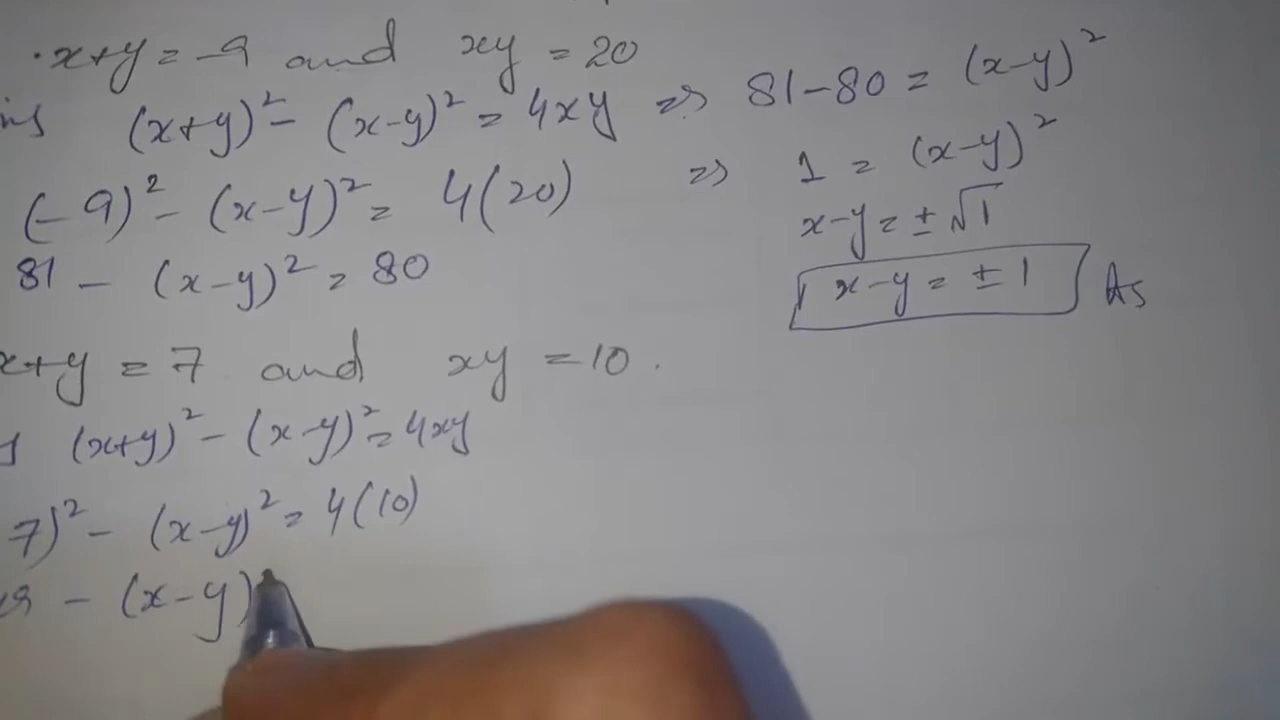 . x+y = -9 and xy = 20
(x+y)² - (x-y)² = 4xy ⇒ 81-80 = (x-y)²
(-9)² - (x-y)² = 4(20) ⇒ 1 = (x-y)²
x-y = ±√1
81 - (x-y)² = 80
x-y = ±1
x+y = 7 and xy = 10.
(x+y)² - (x-y)² = 4xy
7)² - (x-y)² = 4(10)
- (x-y)